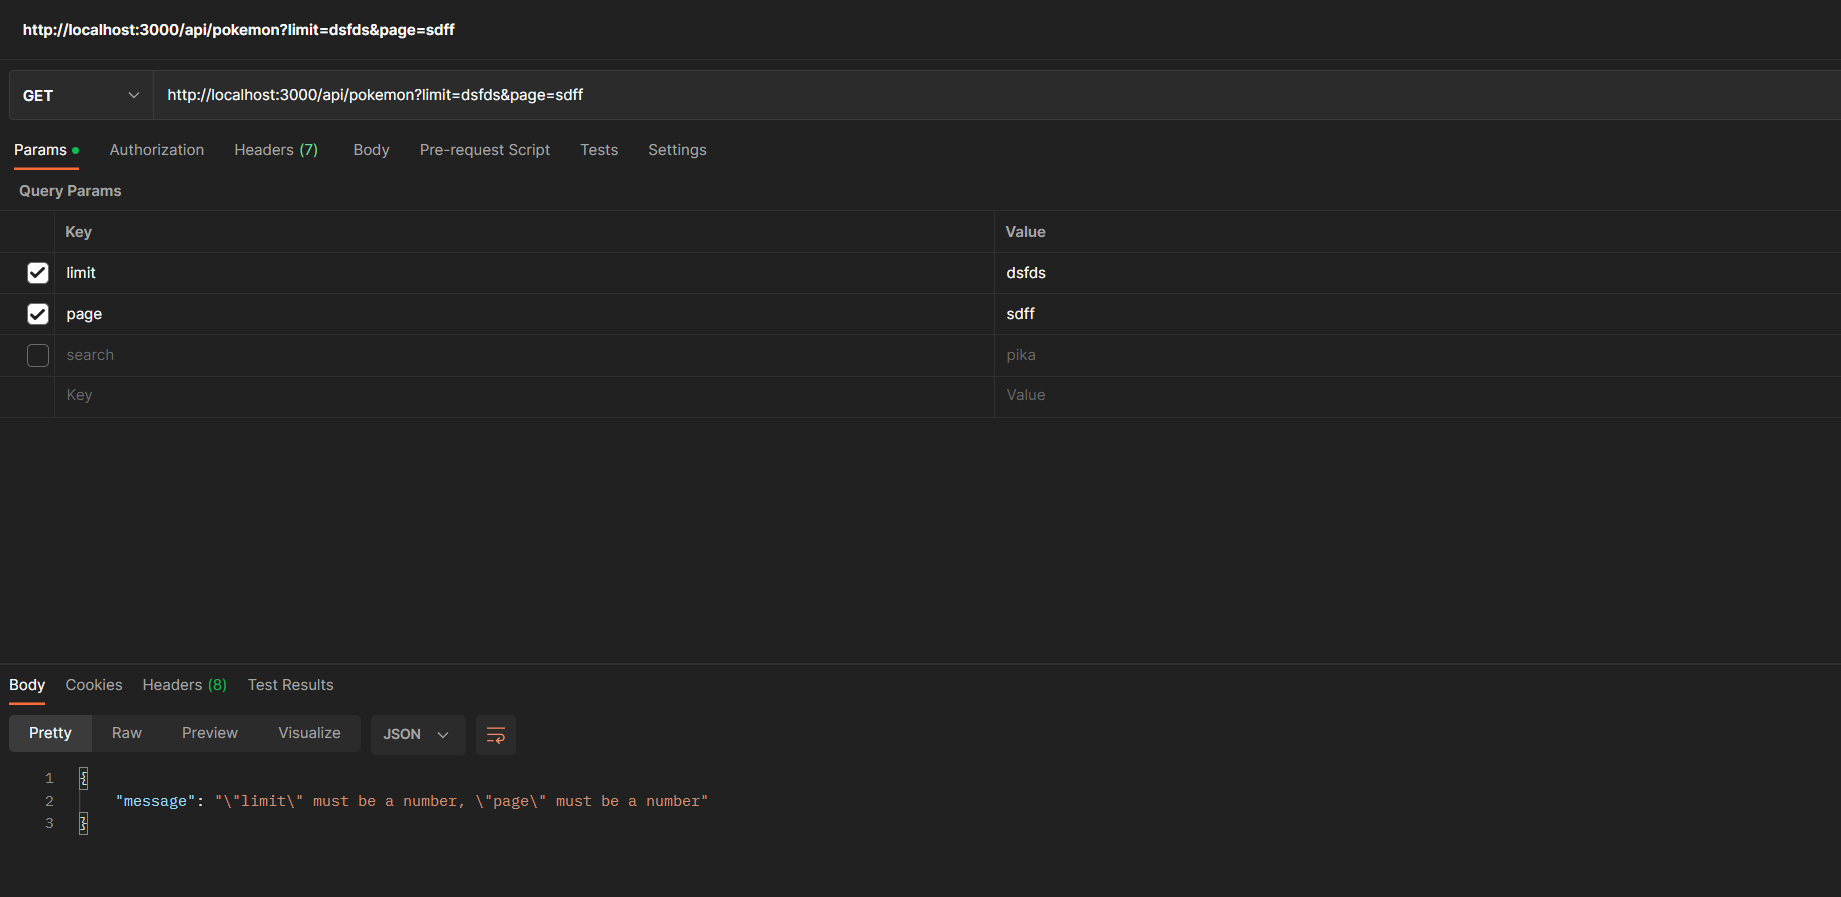 http://localhost:3000/api/pokemon?limit=dsfds&page=sdff
GET http://localhost:3000/api/pokemon?limit=dsfds&page=sdff
Params Authorization Headers (7) Body Pre-request Script Tests Settings
Query Params
Key Value
limit dsfds
page sdff
search pika
Key Value
Body Cookies Headers (8) Test Results
Pretty Raw Preview Visualize JSON
1 {
2 "message": "\"limit\" must be a number, \"page\" must be a number"
3 }